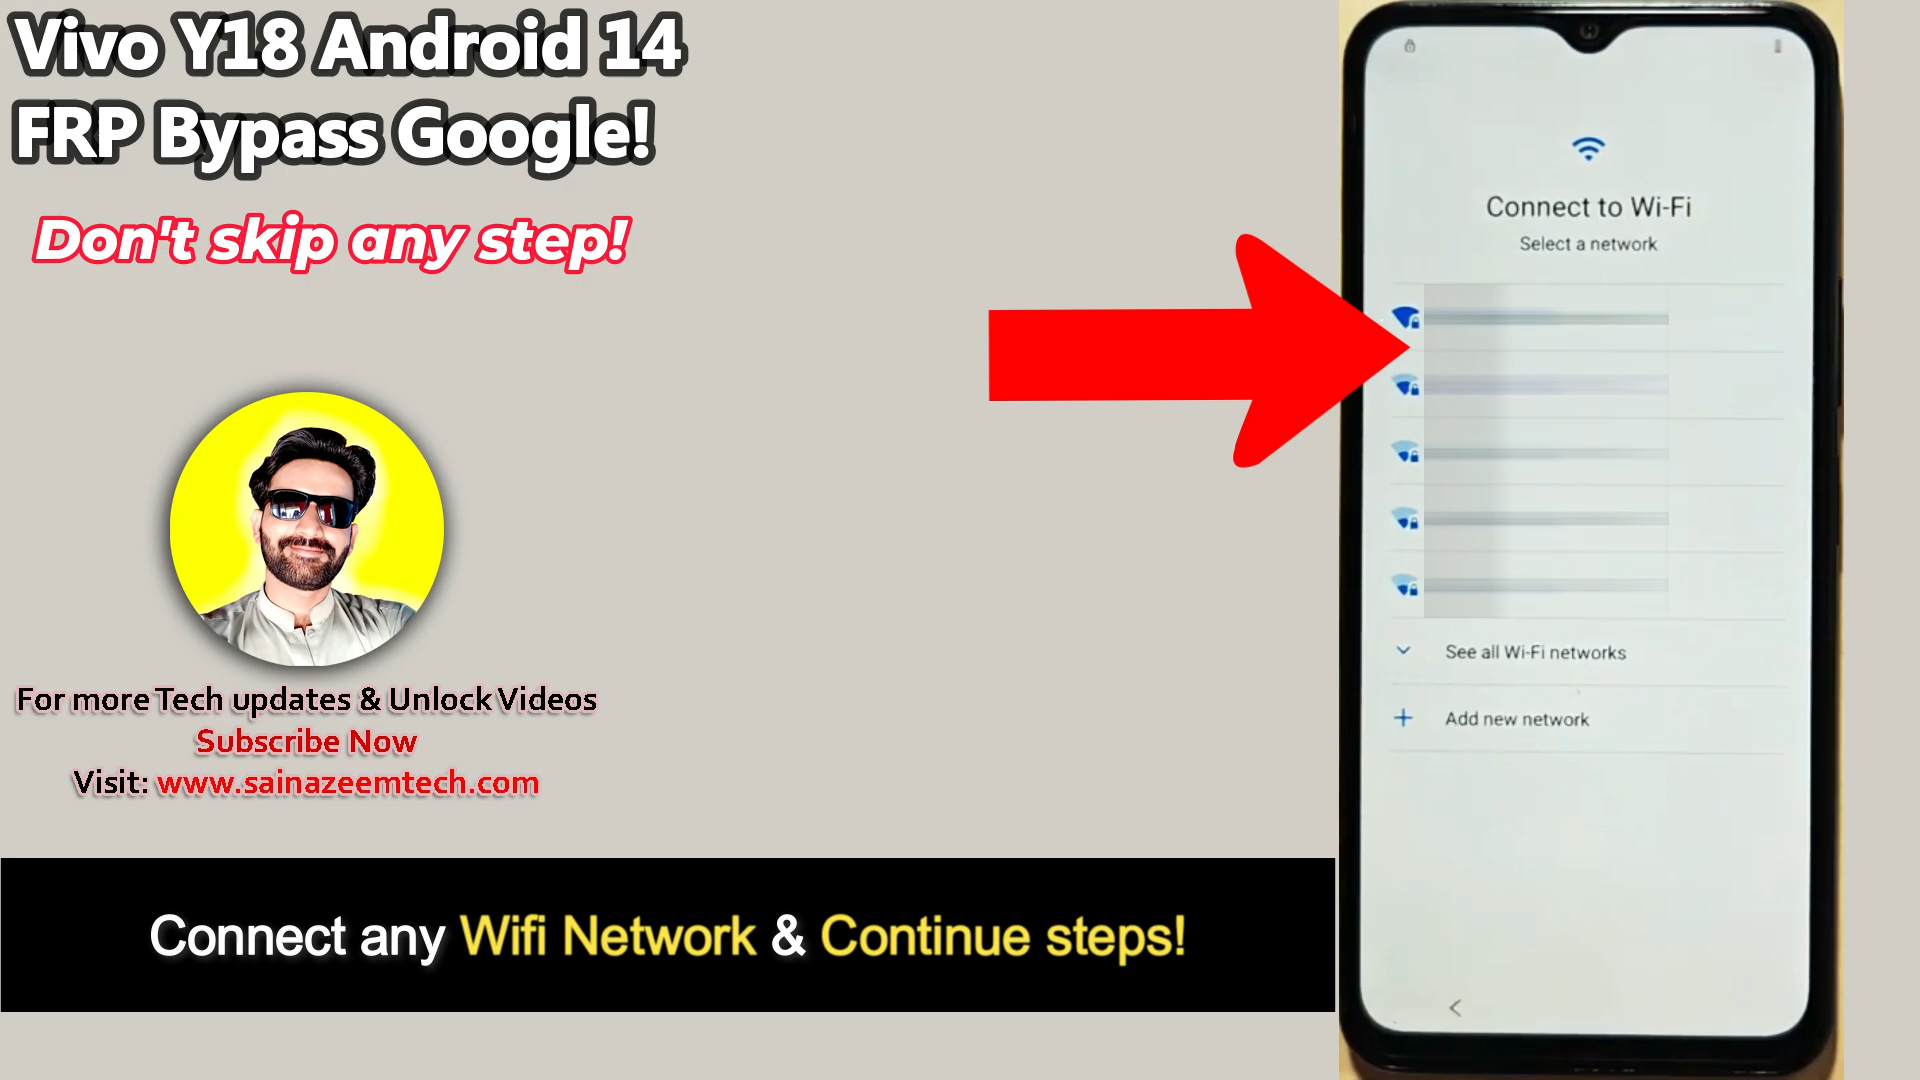 Vivo Y18 Android 14
FRP Bypass Google!
Don't skip any step!
For more Tech updates & Unlock Videos
Subscribe Now
Visit: www.sainazeemtech.com
Connect any Wifi Network & Continue steps!
Connect to Wi-Fi
Select a network
See all Wi-Fi networks
Add new network